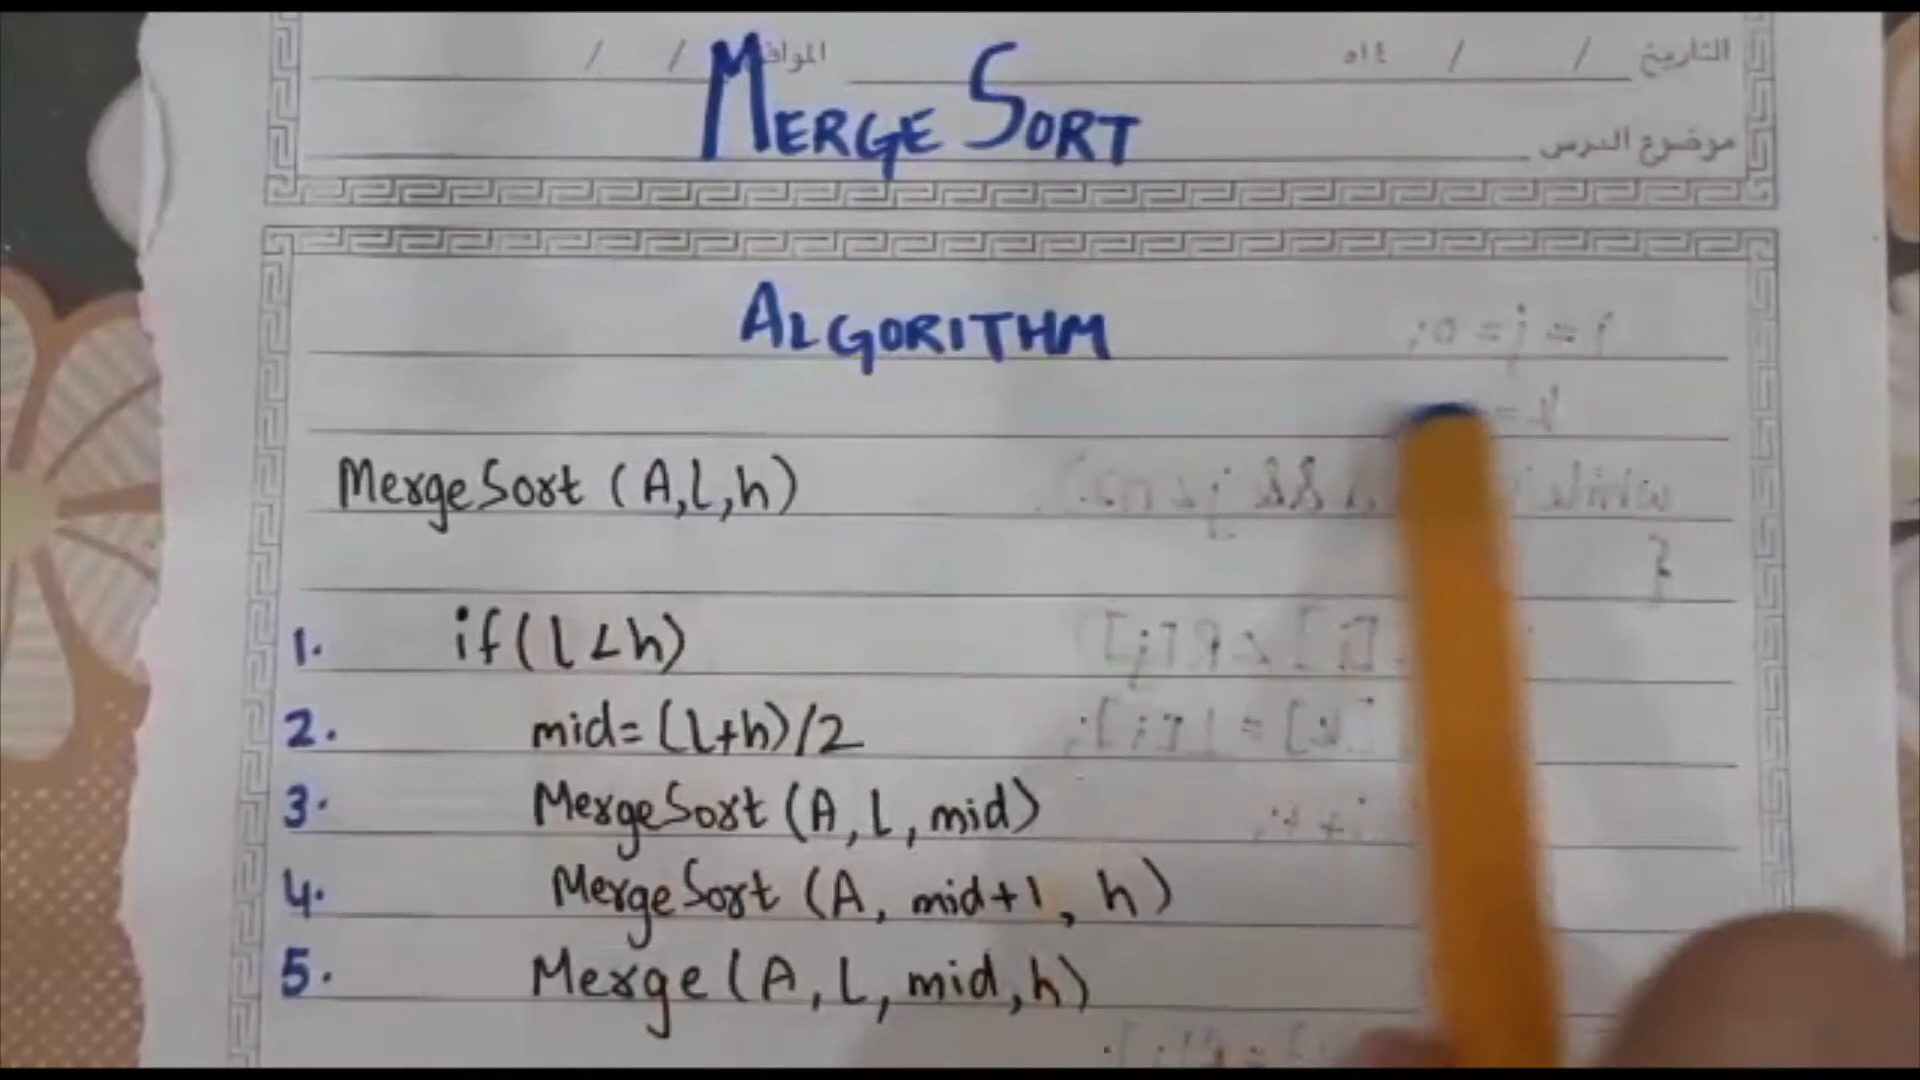 التاريخ / / ١٤ه الموافق / /
MERGE SORT
موضوع الدرس
ALGORITHM
MergeSort (A,l,h)
1. if(l<h)
2. mid=(l+h)/2
3. MergeSort (A,L,mid)
4. MergeSort (A, mid+1, h)
5. Merge(A,L,mid,h)